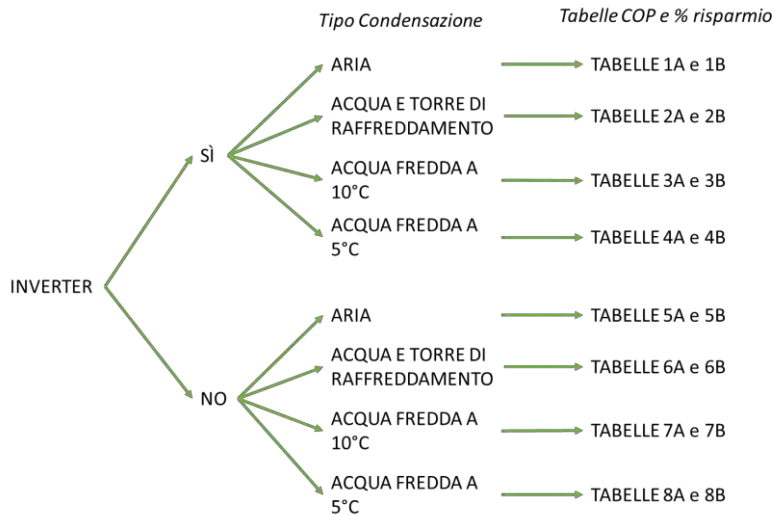 Tipo Condensazione
Tabelle COP e % risparmio
ARIA
TABELLE 1A e 1B
ACQUA E TORRE DI
RAFFREDDAMENTO
TABELLE 2A e 2B
SÌ
ACQUA FREDDA A
10°C
TABELLE 3A e 3B
ACQUA FREDDA A
5°C
TABELLE 4A e 4B
INVERTER
ARIA
TABELLE 5A e 5B
ACQUA E TORRE DI
RAFFREDDAMENTO
TABELLE 6A e 6B
NO
ACQUA FREDDA A
10°C
TABELLE 7A e 7B
ACQUA FREDDA A
5°C
TABELLE 8A e 8B